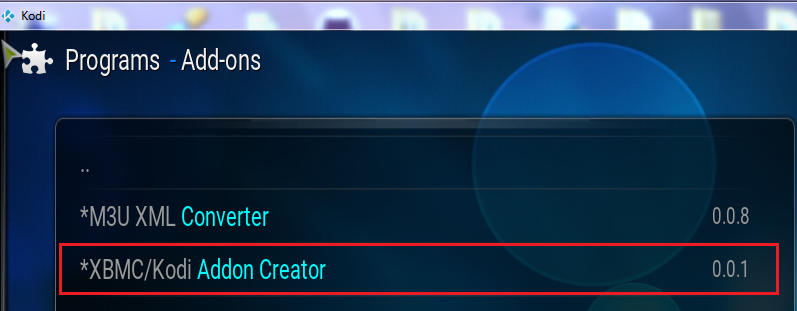 Kodi
Programs - Add-ons
..
*M3U XML Converter 0.0.8
*XBMC/Kodi Addon Creator 0.0.1